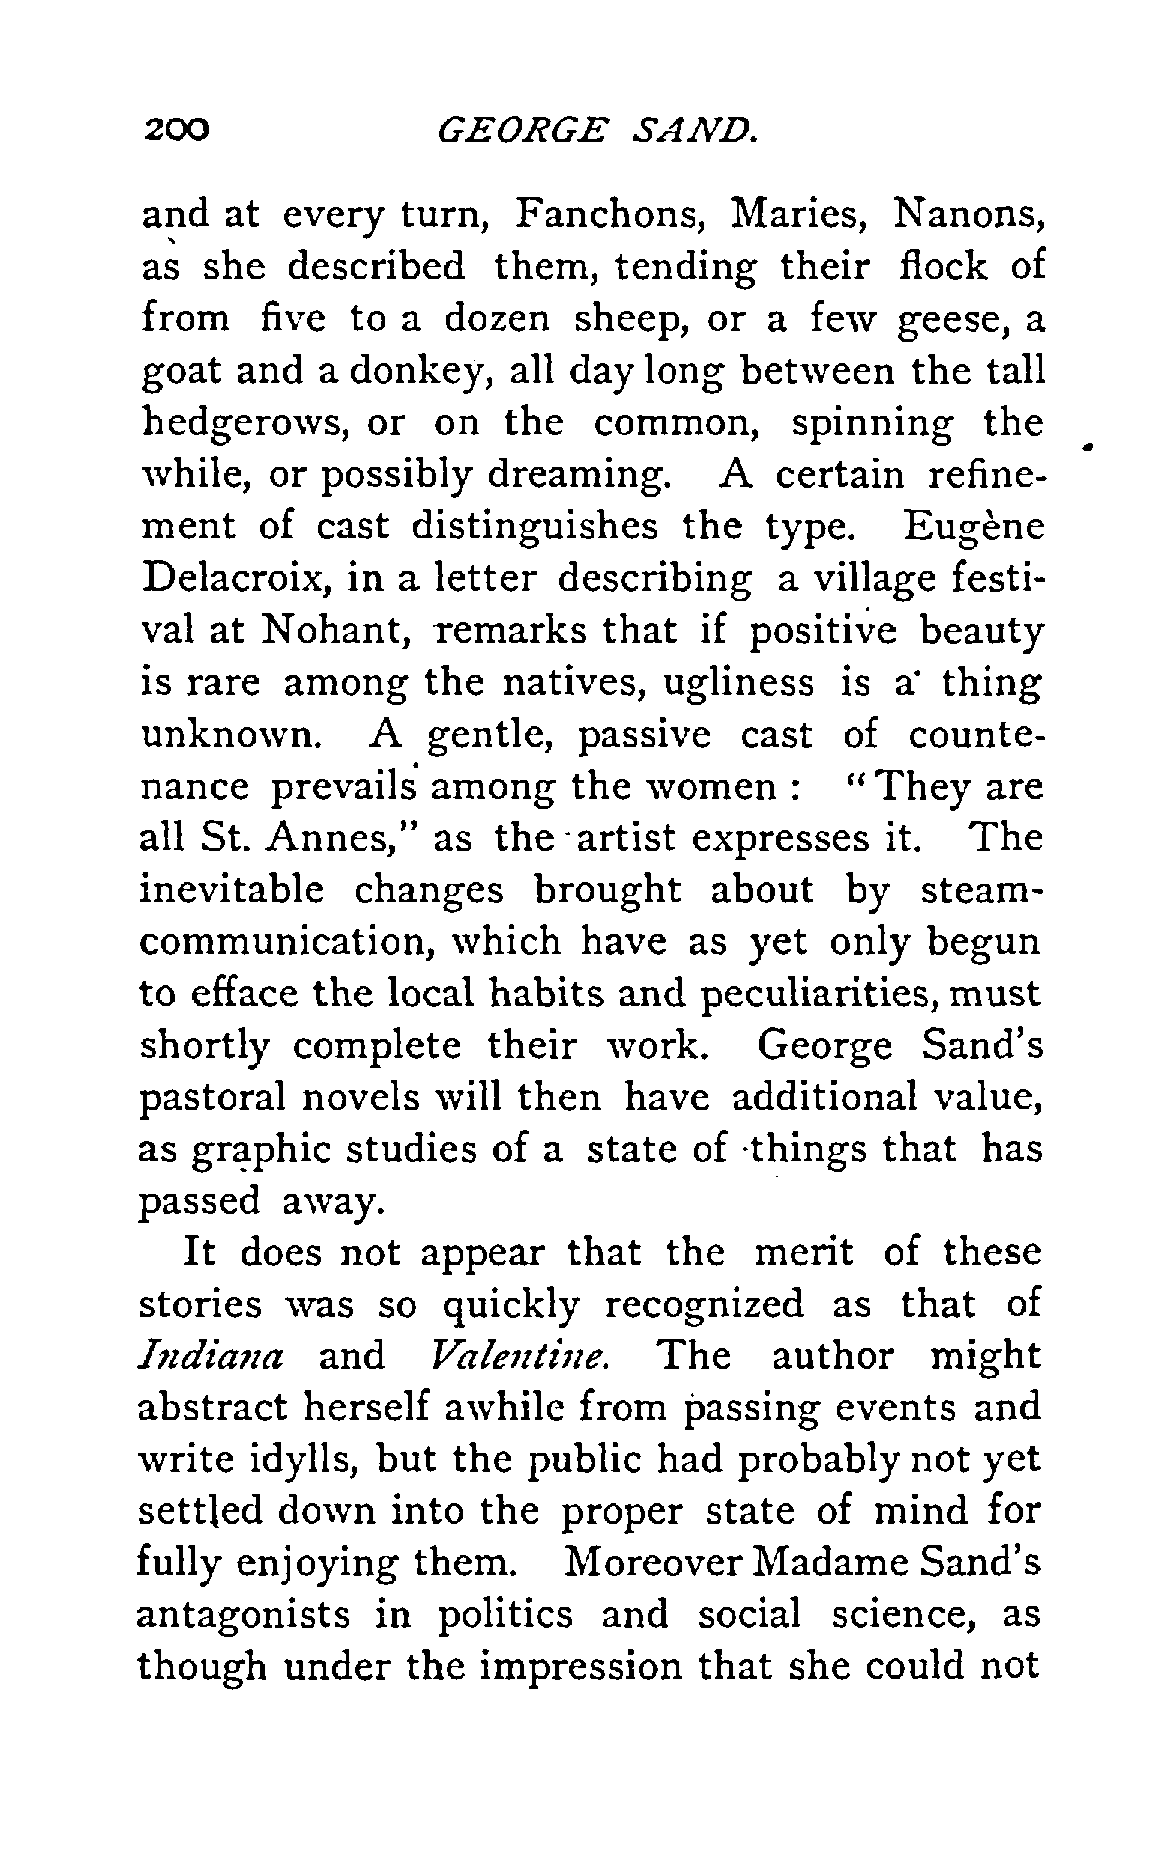 200 GEORGE SAND.
and at every turn, Fanchons, Maries, Nanons,
as she described them, tending their flock of
from five to a dozen sheep, or a few geese, a
goat and a donkey, all day long between the tall
hedgerows, or on the common, spinning the
while, or possibly dreaming. A certain refine-
ment of cast distinguishes the type. Eugène
Delacroix, in a letter describing a village festi-
val at Nohant, remarks that if positive beauty
is rare among the natives, ugliness is a thing
unknown. A gentle, passive cast of counte-
nance prevails among the women : "They are
all St. Annes," as the artist expresses it. The
inevitable changes brought about by steam-
communication, which have as yet only begun
to efface the local habits and peculiarities, must
shortly complete their work. George Sand's
pastoral novels will then have additional value,
as graphic studies of a state of things that has
passed away.
It does not appear that the merit of these
stories was so quickly recognized as that of
Indiana and Valentine. The author might
abstract herself awhile from passing events and
write idylls, but the public had probably not yet
settled down into the proper state of mind for
fully enjoying them. Moreover Madame Sand's
antagonists in politics and social science, as
though under the impression that she could not